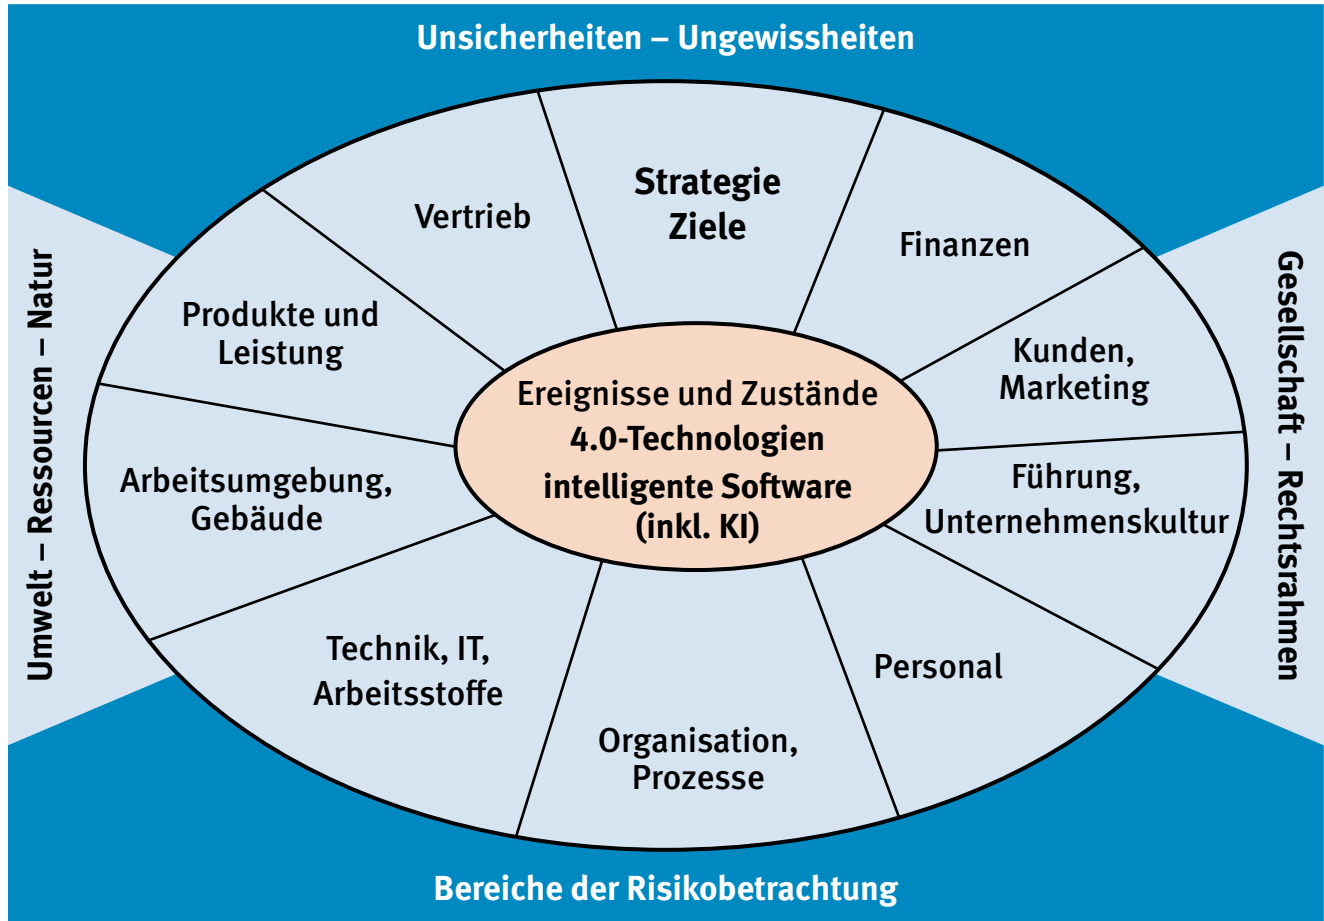 Unsicherheiten – Ungewissheiten
Strategie
Ziele
Finanzen
Kunden,
Marketing
Führung,
Unternehmenskultur
Personal
Organisation,
Prozesse
Technik, IT,
Arbeitsstoffe
Arbeitsumgebung,
Gebäude
Produkte und
Leistung
Vertrieb
Ereignisse und Zustände
4.0-Technologien
intelligente Software
(inkl. KI)
Umwelt – Ressourcen – Natur
Gesellschaft – Rechtsrahmen
Bereiche der Risikobetrachtung